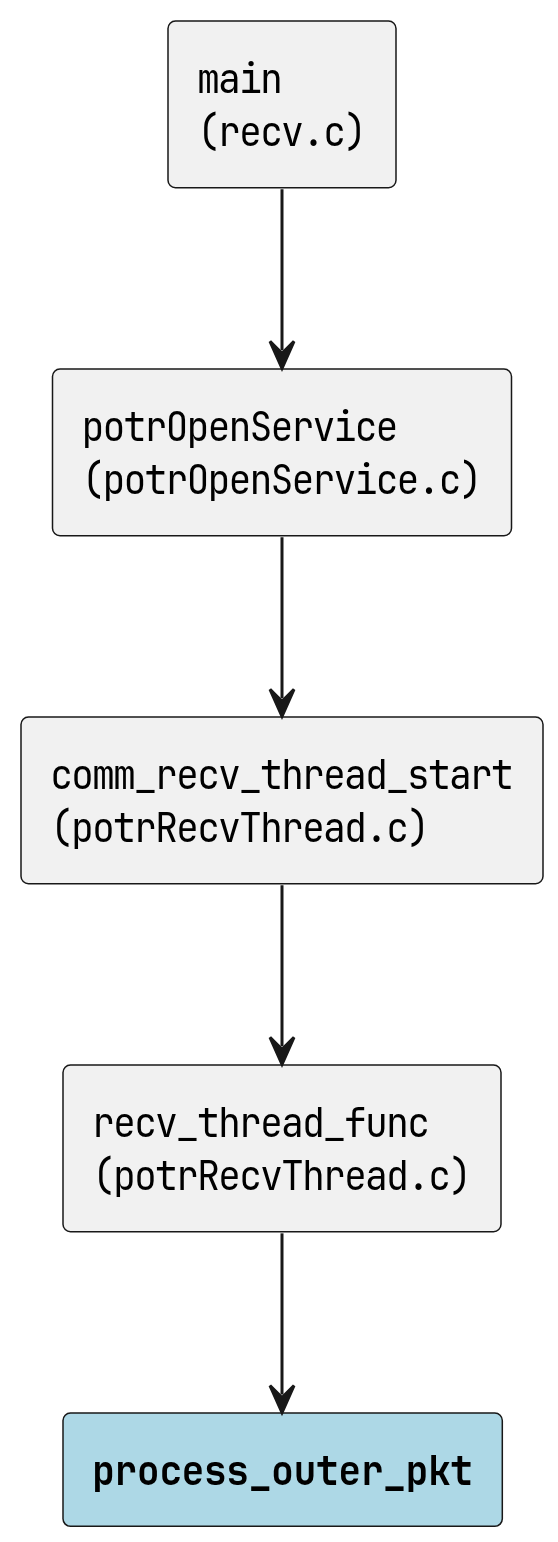 main
(recv.c)
potrOpenService
(potrOpenService.c)
comm_recv_thread_start
(potrRecvThread.c)
recv_thread_func
(potrRecvThread.c)
process_outer_pkt